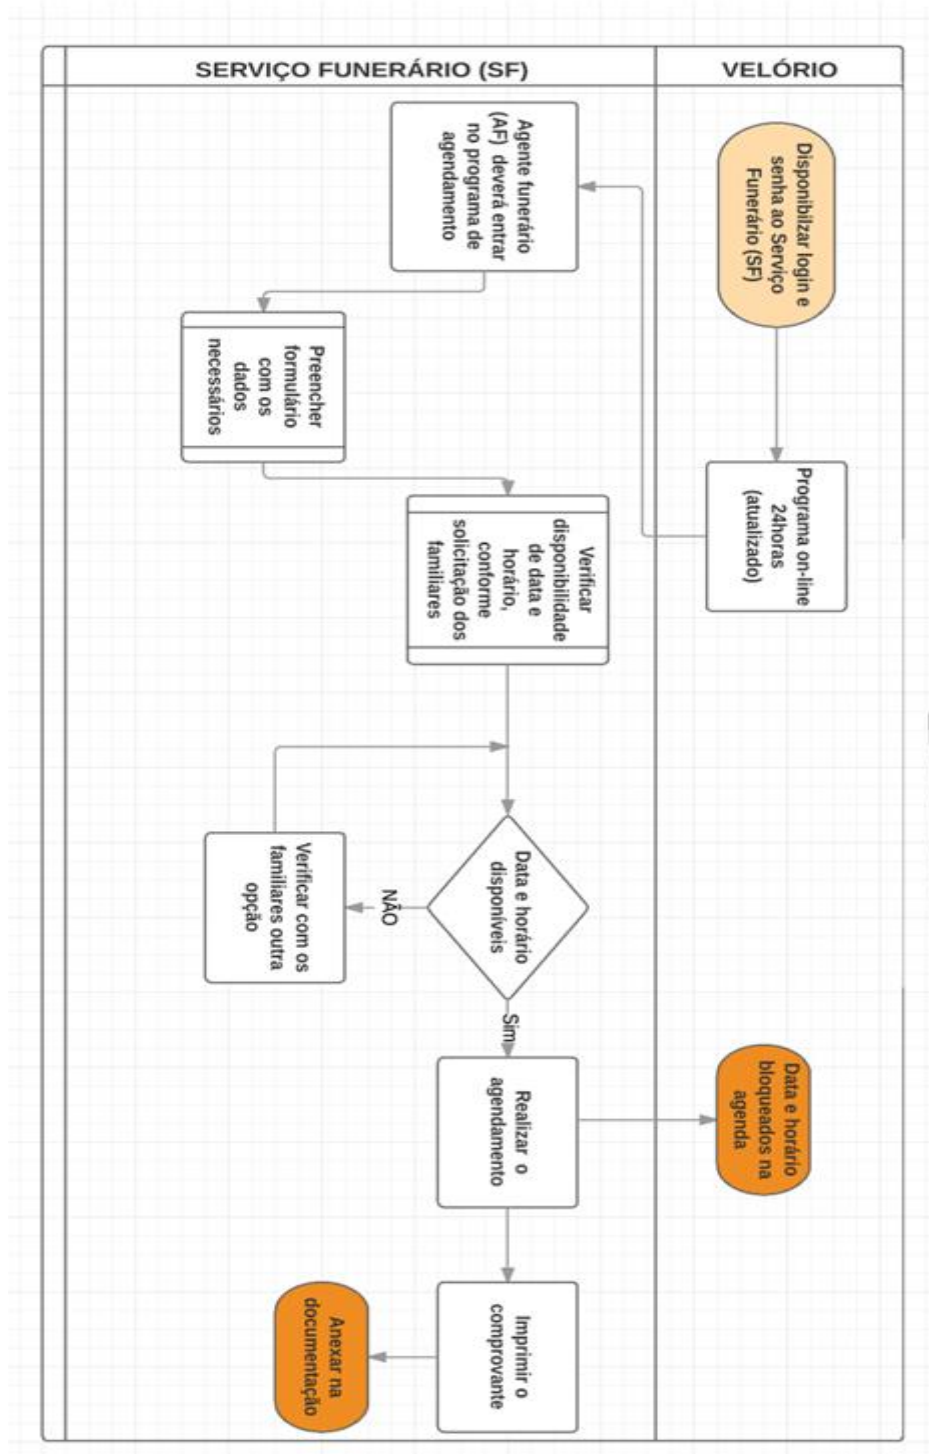 SERVIÇO FUNERÁRIO (SF)
VELÓRIO
Disponibilzar login e
senha ao Serviço
Funerário (SF)
Programa on-line
24horas
(atualizado)
Agente funerário
(AF) deverá entrar
no programa de
agendamento
Preencher
formulário
com os
dados
necessários
Verificar
disponibilidade
de data e
horário,
conforme
solicitação dos
familiares
Data e horário
disponíveis
NÃO
Verificar com os
familiares outra
opção
Sim
Realizar o
agendamento
Data e horário
bloqueados na
agenda
Imprimir o
comprovante
Anexar na
documentação